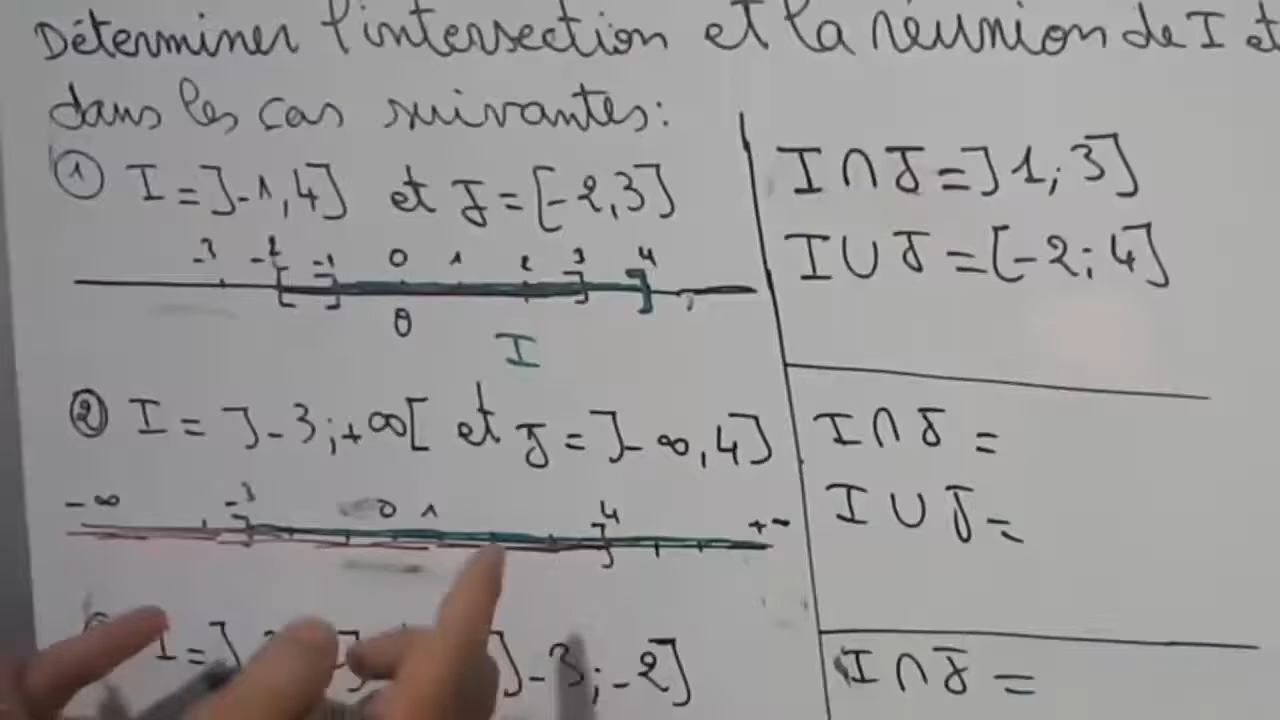 Déterminer l'intersection et la réunion de I et
dans les cas suivantes:
① I = ]-1,4] et J = [-2,3]
-3 -2 -1 0 1 2 3 4
0
I
I∩J = ]1;3]
I∪J = [-2;4]
② I = ]-3;+∞[ et J = ]-∞,4]
-∞ -3 0 1 4 +∞
I∩J =
I∪J =
I = ]
]-3;-2]
I∩J =